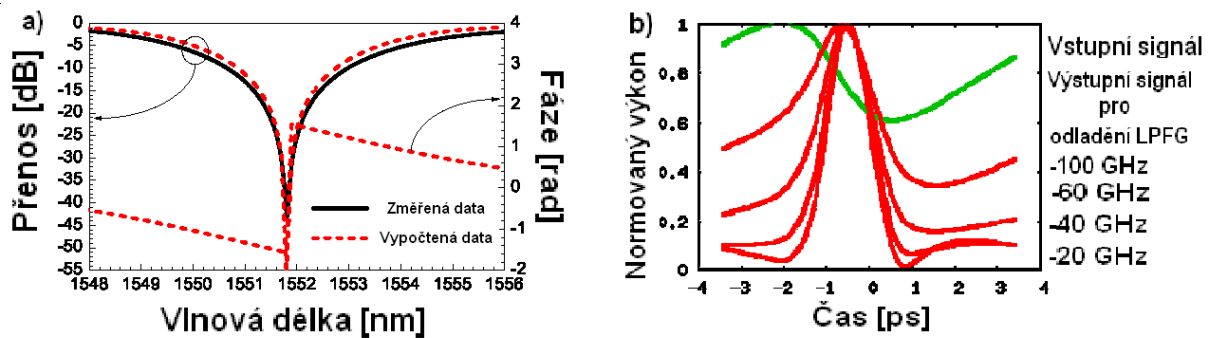 a)
Přěnos [dB]
0
-5
-10
-15
-20
-25
-30
-35
-40
-45
-50
-55
4
3
2
1
0
-1
-2
Fáze [rad]
Změřená data
Vypočtená data
1548 1549 1550 1551 1552 1553 1554 1555 1556
Vlnová délka [nm]
b)
Normovaný výkon
1
0.8
0.6
0.4
0.2
0
-4 -3 -2 -1 0 1 2 3 4
Čas [ps]
Vstupní signál
Výstupní signál
pro
odladění LPFG
-100 GHz
-60 GHz
-40 GHz
-20 GHz